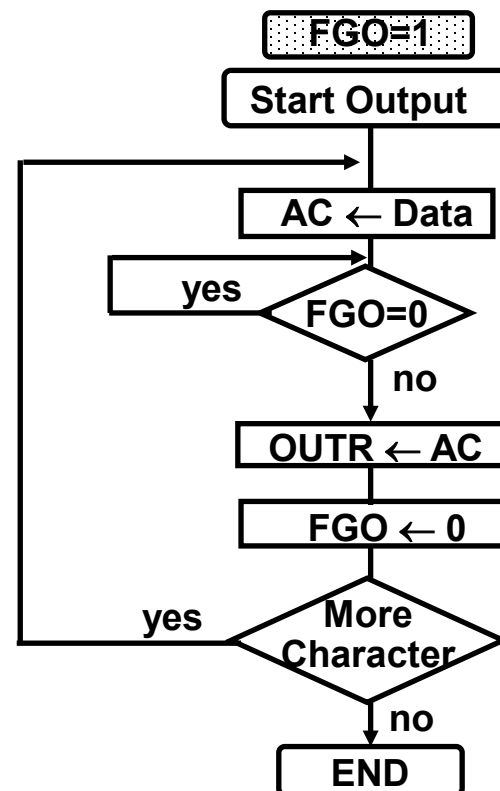 FGO=1
Start Output
AC ← Data
yes
FGO=0
no
OUTR ← AC
FGO ← 0
yes
More
Character
no
END